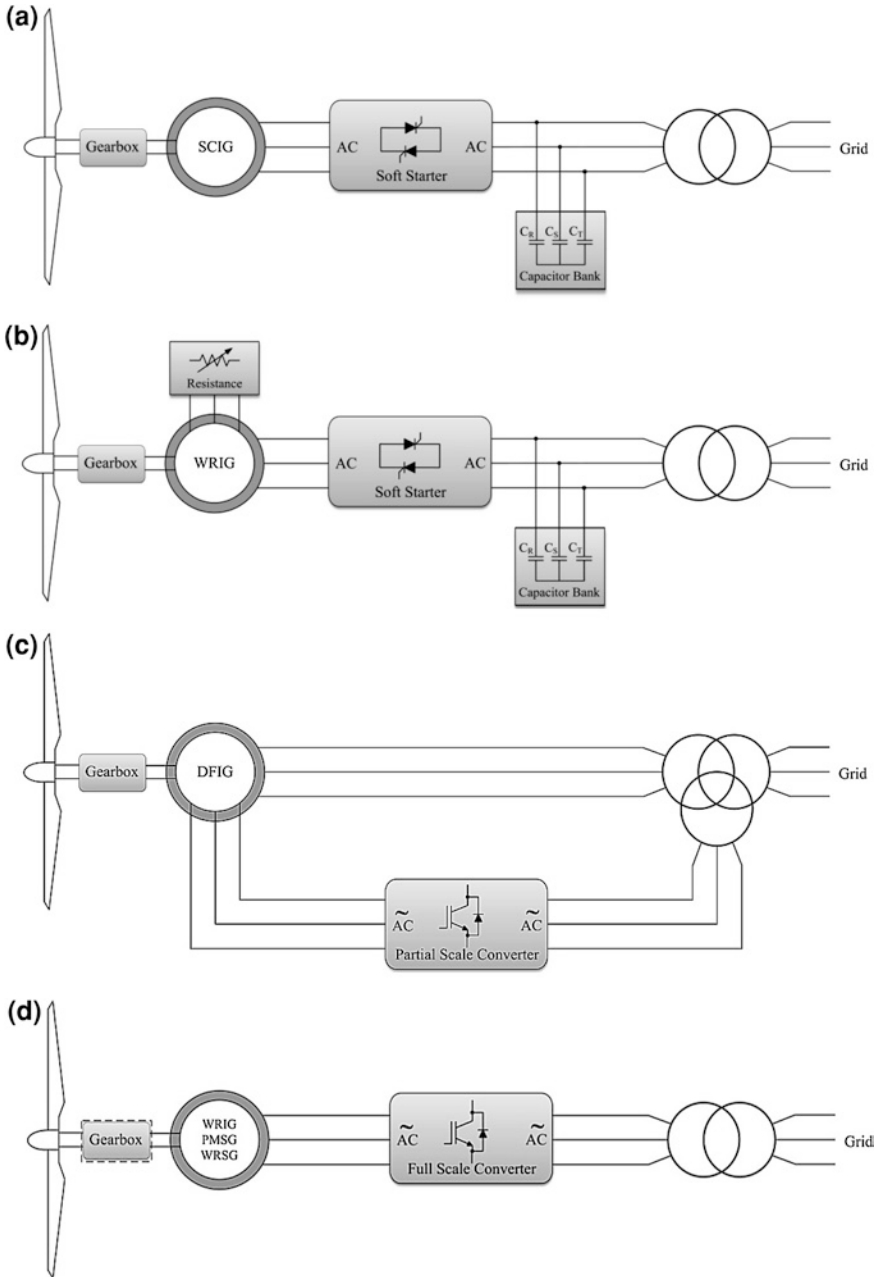 (a)
Gearbox
SCIG
AC
AC
Soft Starter
Grid
C_R C_S C_T
Capacitor Bank
(b)
Resistance
Gearbox
WRIG
AC
AC
Soft Starter
Grid
C_R C_S C_T
Capacitor Bank
(c)
Gearbox
DFIG
Grid
~ ~
AC AC
Partial Scale Converter
(d)
Gearbox
WRIG
PMSG
WRSG
~ ~
AC AC
Full Scale Converter
Grid